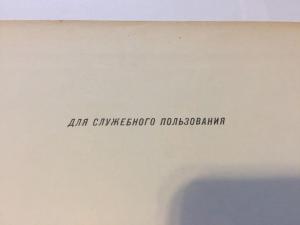 ДЛЯ СЛУЖЕБНОГО ПОЛЬЗОВАНИЯ